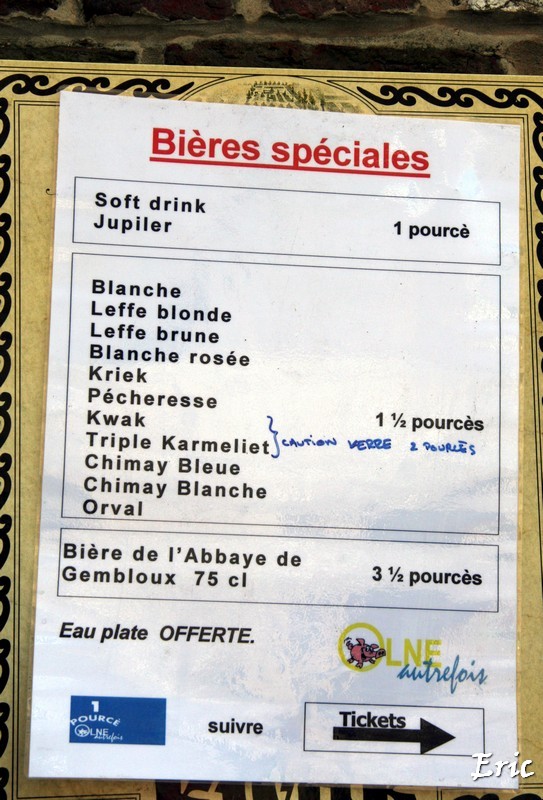 Bières spéciales
Soft drink
Jupiler 1 pourcè
Blanche
Leffe blonde
Leffe brune
Blanche rosée
Kriek
Pécheresse
Kwak 1 ½ pourcès
Triple Karmeliet CAUTION VERRE 2 POURCÈS
Chimay Bleue
Chimay Blanche
Orval
Bière de l'Abbaye de
Gembloux 75 cl 3 ½ pourcès
Eau plate OFFERTE.
OLNE
autrefois
1
POURCÉ
OLNE
autrefois
suivre
Tickets
Eric